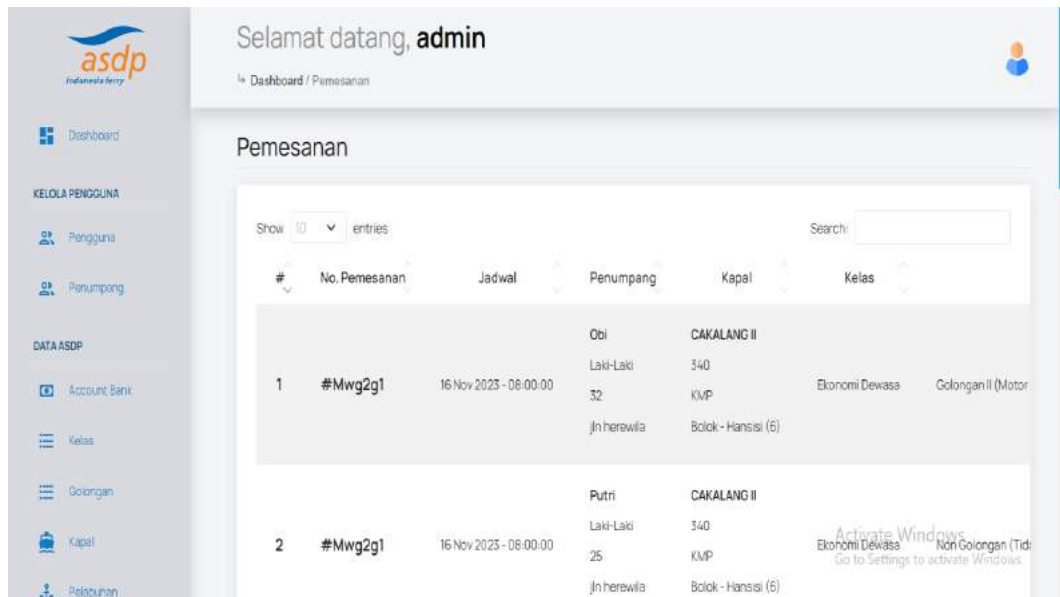 asdp
Indonesia ferry
Selamat datang, admin
Dashboard / Pemesanan
Dashboard
KELOLA PENGGUNA
Pengguna
Penumpang
DATA ASDP
Account Bank
Kelas
Golongan
Kapal
Pelabuhan
Pemesanan
Show 10 entries
Search:
# No. Pemesanan Jadwal Penumpang Kapal Kelas
Obi CAKALANG II
Laki-Laki 340
1 #Mwg2g1 16 Nov 2023 - 08:00:00 Ekonomi Dewasa Golongan II (Motor
32 KMP
jln herewila Bolok - Hansisi (6)
Putri CAKALANG II
Laki-Laki 340
2 #Mwg2g1 16 Nov 2023 - 08:00:00 Ekonomi Dewasa Non Golongan (Tida
25 KMP
jln herewila Bolok - Hansisi (6)
Activate Windows
Go to Settings to activate Windows.